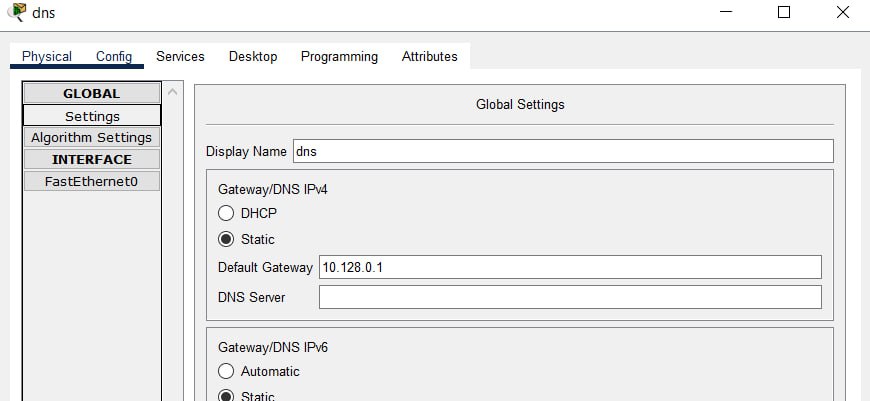 dns
Physical Config Services Desktop Programming Attributes
GLOBAL
Settings
Algorithm Settings
INTERFACE
FastEthernet0
Global Settings
Display Name dns
Gateway/DNS IPv4
DHCP
Static
Default Gateway 10.128.0.1
DNS Server
Gateway/DNS IPv6
Automatic
Static